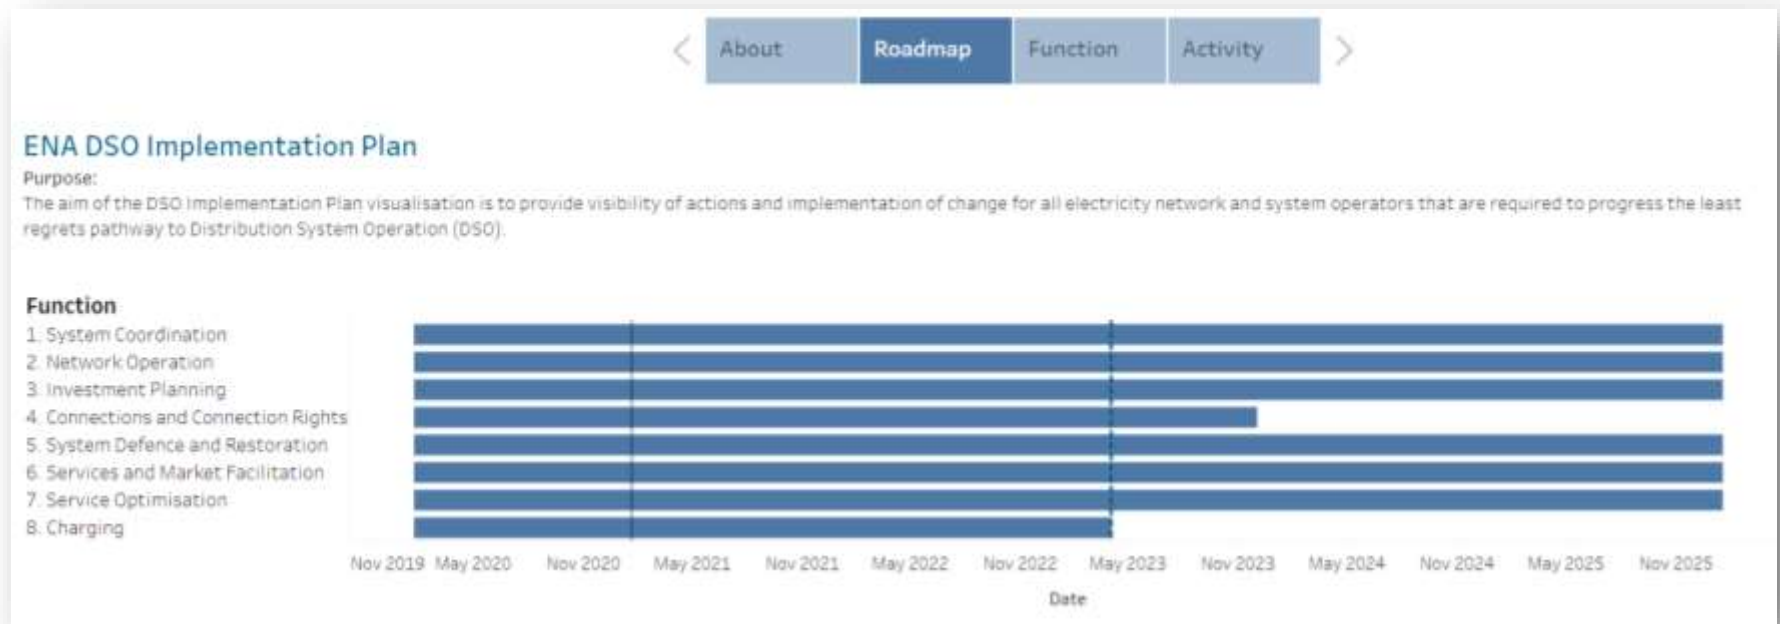 About Roadmap Function Activity
ENA DSO Implementation Plan
Purpose:
The aim of the DSO Implementation Plan visualisation is to provide visibility of actions and implementation of change for all electricity network and system operators that are required to progress the least
regrets pathway to Distribution System Operation (DSO).
Function
1. System Coordination
2. Network Operation
3. Investment Planning
4. Connections and Connection Rights
5. System Defence and Restoration
6. Services and Market Facilitation
7. Service Optimisation
8. Charging
Nov 2019 May 2020 Nov 2020 May 2021 Nov 2021 May 2022 Nov 2022 May 2023 Nov 2023 May 2024 Nov 2024 May 2025 Nov 2025
Date